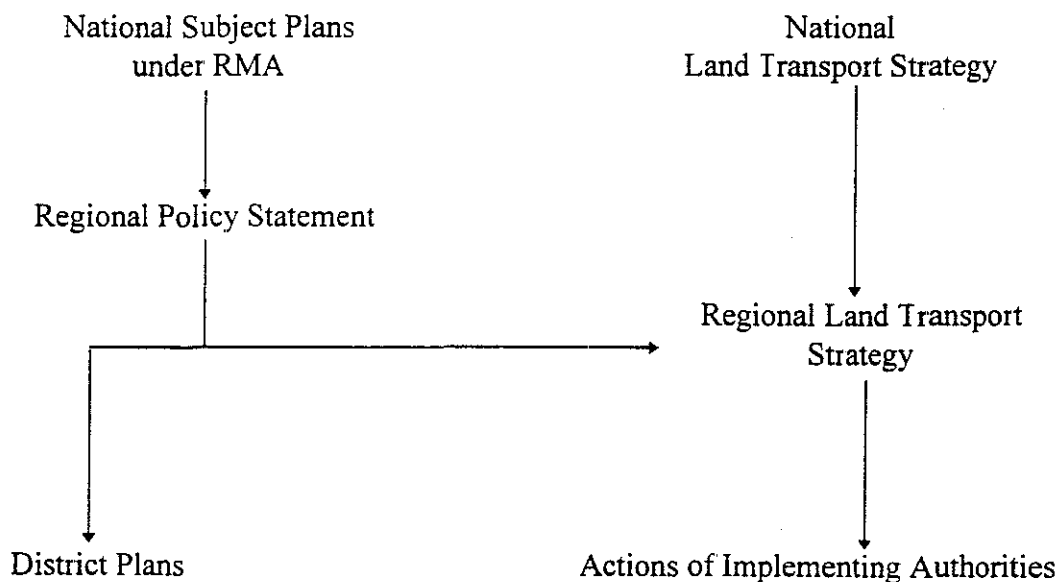 National Subject Plans
under RMA
National
Land Transport Strategy
Regional Policy Statement
Regional Land Transport
Strategy
District Plans
Actions of Implementing Authorities